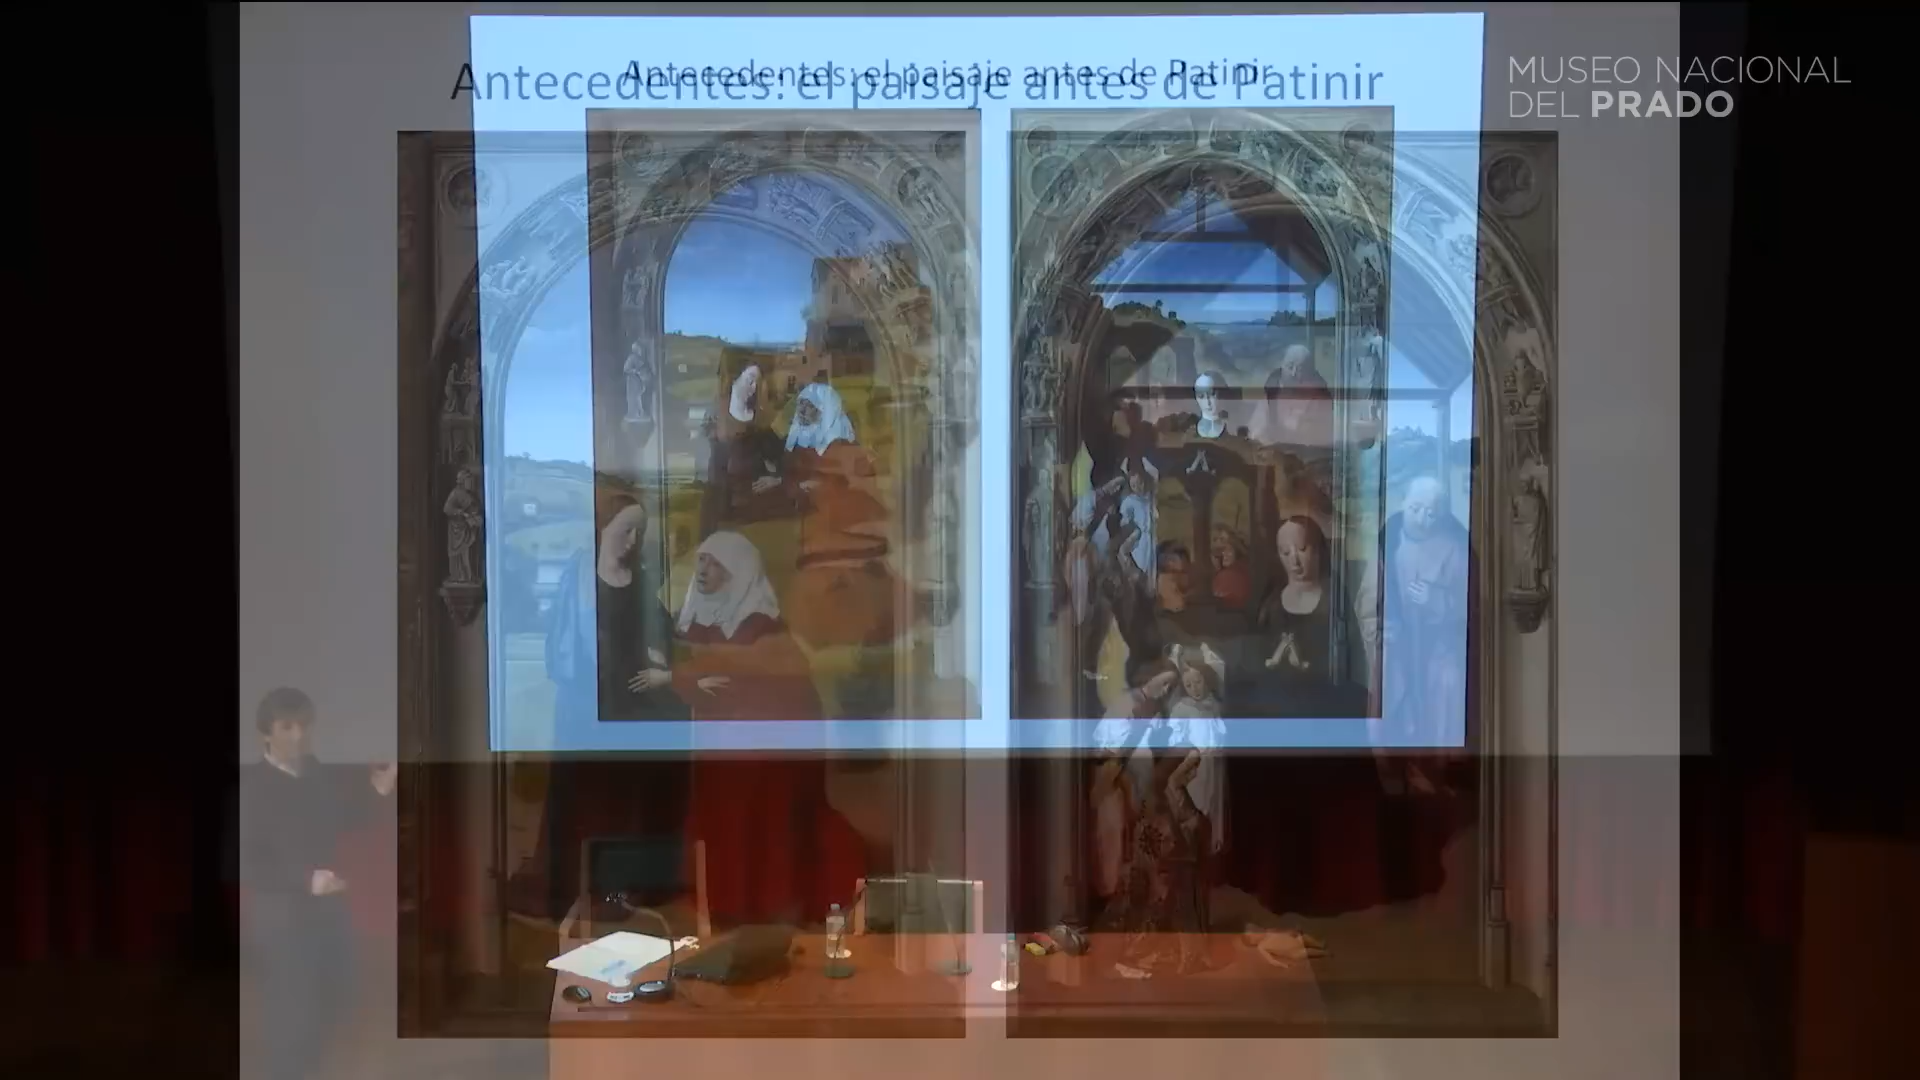 Antecedentes: el paisaje antes de Patinir
Antecedentes: el paisaje antes de Patinir
MUSEO NACIONAL
DEL PRADO